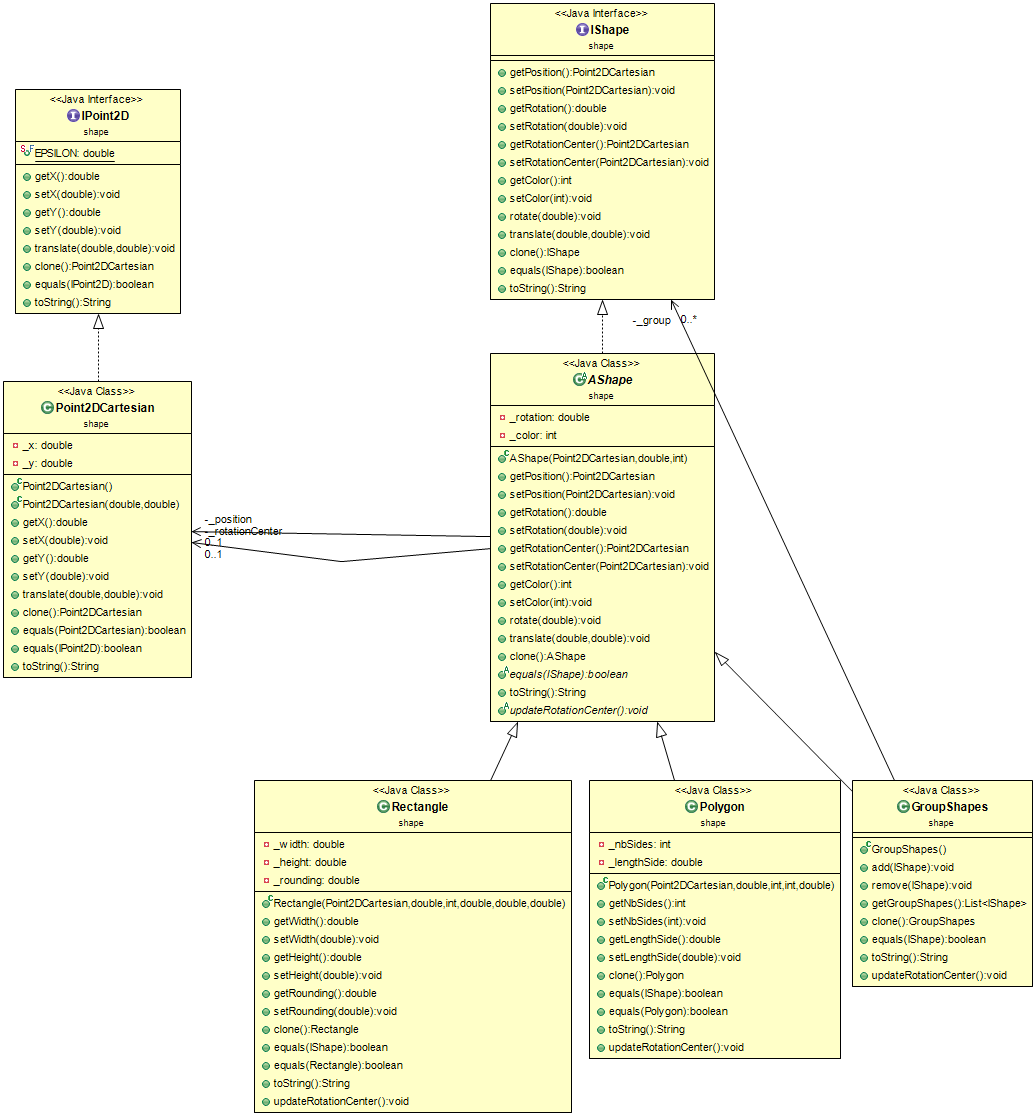 <<Java Interface>>
IShape
shape
getPosition():Point2DCartesian
setPosition(Point2DCartesian):void
getRotation():double
setRotation(double):void
getRotationCenter():Point2DCartesian
setRotationCenter(Point2DCartesian):void
getColor():int
setColor(int):void
rotate(double):void
translate(double,double):void
clone():IShape
equals(IShape):boolean
toString():String
<<Java Interface>>
IPoint2D
shape
EPSILON: double
getX():double
setX(double):void
getY():double
setY(double):void
translate(double,double):void
clone():Point2DCartesian
equals(IPoint2D):boolean
toString():String
-_group 0..*
<<Java Class>>
AShape
shape
_rotation: double
_color: int
AShape(Point2DCartesian,double,int)
getPosition():Point2DCartesian
setPosition(Point2DCartesian):void
getRotation():double
setRotation(double):void
getRotationCenter():Point2DCartesian
setRotationCenter(Point2DCartesian):void
getColor():int
setColor(int):void
rotate(double):void
translate(double,double):void
clone():AShape
equals(IShape):boolean
toString():String
updateRotationCenter():void
<<Java Class>>
Point2DCartesian
shape
_x: double
_y: double
Point2DCartesian()
Point2DCartesian(double,double)
getX():double
setX(double):void
getY():double
setY(double):void
translate(double,double):void
clone():Point2DCartesian
equals(Point2DCartesian):boolean
equals(IPoint2D):boolean
toString():String
-_position
-_rotationCenter
0..1
0..1
<<Java Class>>
Rectangle
shape
_width: double
_height: double
_rounding: double
Rectangle(Point2DCartesian,double,int,double,double,double)
getWidth():double
setWidth(double):void
getHeight():double
setHeight(double):void
getRounding():double
setRounding(double):void
clone():Rectangle
equals(IShape):boolean
equals(Rectangle):boolean
toString():String
updateRotationCenter():void
<<Java Class>>
Polygon
shape
_nbSides: int
_lengthSide: double
Polygon(Point2DCartesian,double,int,int,double)
getNbSides():int
setNbSides(int):void
getLengthSide():double
setLengthSide(double):void
clone():Polygon
equals(IShape):boolean
equals(Polygon):boolean
toString():String
updateRotationCenter():void
<<Java Class>>
GroupShapes
shape
GroupShapes()
add(IShape):void
remove(IShape):void
getGroupShapes():List<IShape>
clone():GroupShapes
equals(IShape):boolean
toString():String
updateRotationCenter():void